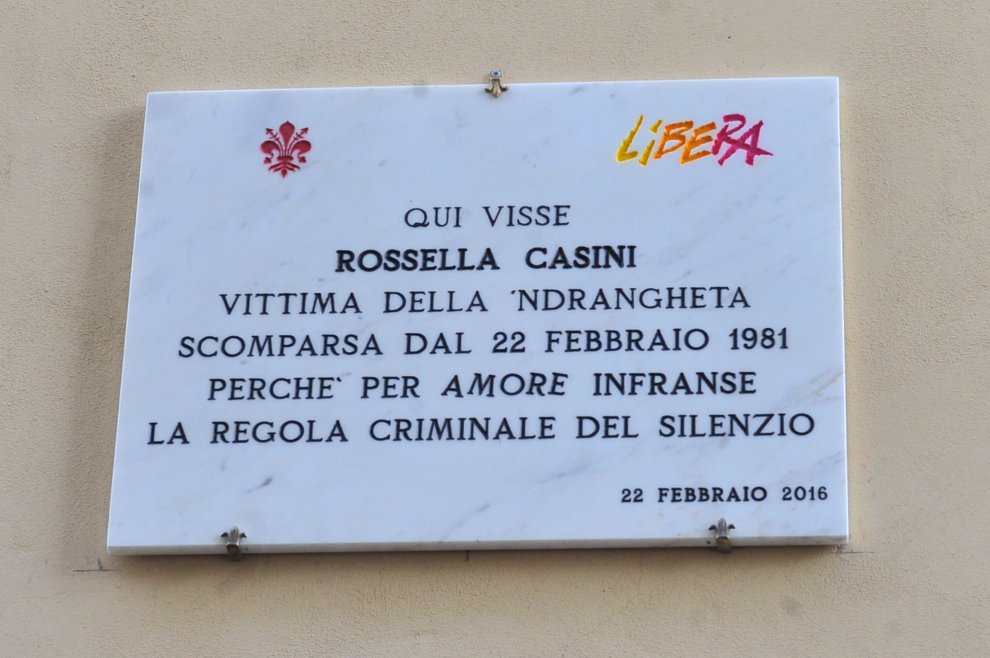 LiBERA
QUI VISSE
ROSSELLA CASINI
VITTIMA DELLA 'NDRANGHETA
SCOMPARSA DAL 22 FEBBRAIO 1981
PERCHE` PER AMORE INFRANSE
LA REGOLA CRIMINALE DEL SILENZIO
22 FEBBRAIO 2016